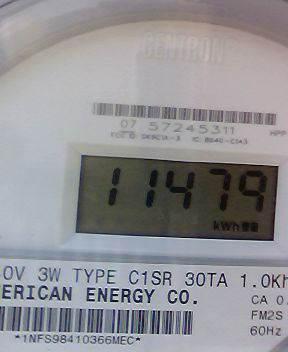 CENTRON
07 57245311
11479
kWh
0V 3W TYPE C1SR 30TA 1.0Kh
ERICAN ENERGY CO.
CA 0.
FM2S
60Hz
*1NFS98410366MEC*